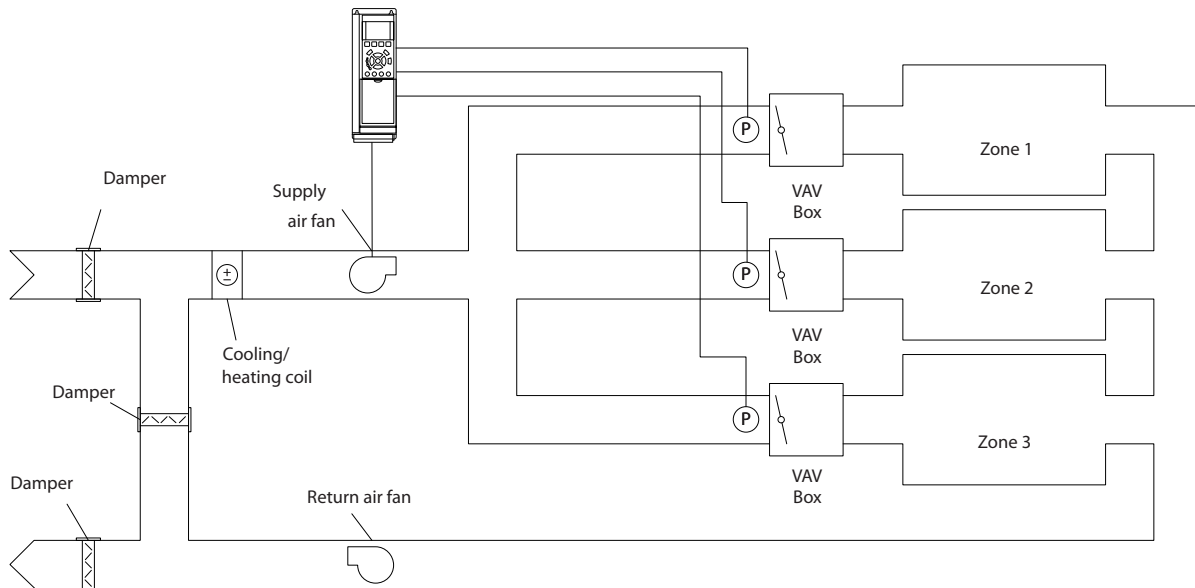 P
Zone 1
Damper
Supply
air fan
VAV
Box
±
P
Zone 2
Cooling/
heating coil
VAV
Box
Damper
P
Zone 3
Damper
Return air fan
VAV
Box